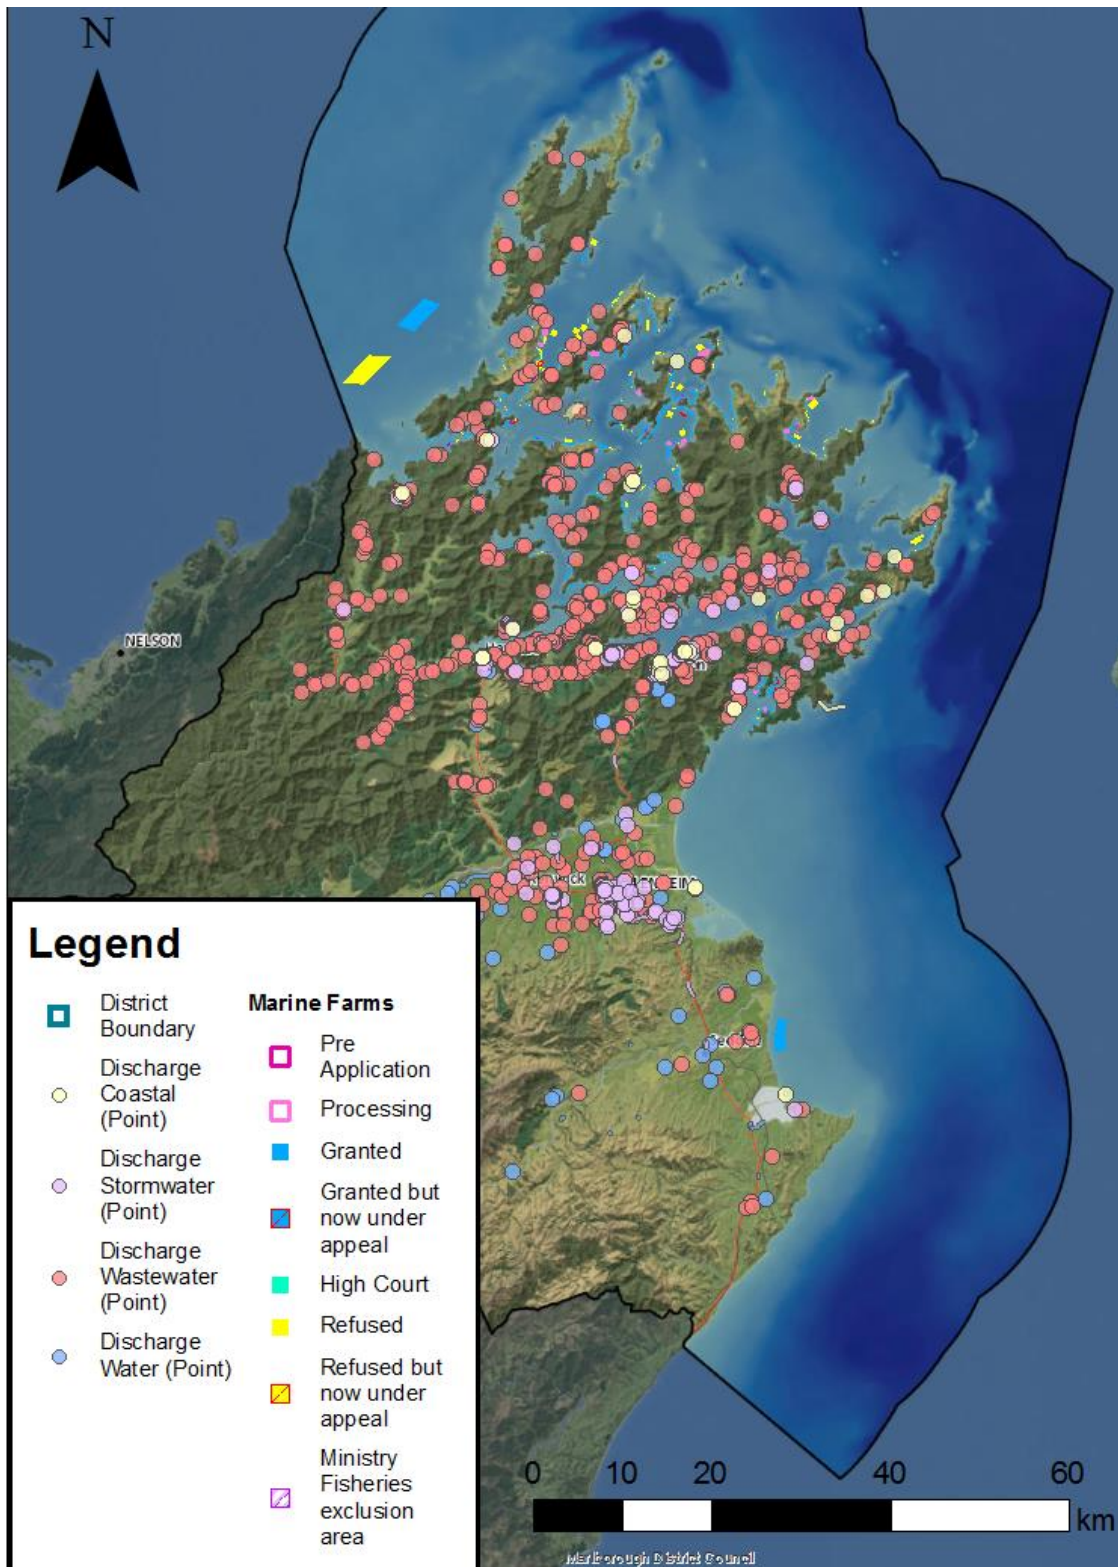 N
NELSON
Legend
District
Boundary
Discharge
Coastal
(Point)
Discharge
Stormwater
(Point)
Discharge
Wastewater
(Point)
Discharge
Water (Point)
Marine Farms
Pre
Application
Processing
Granted
Granted but
now under
appeal
High Court
Refused
Refused but
now under
appeal
Ministry
Fisheries
exclusion
area
0 10 20 40 60
km
Marlborough District Council